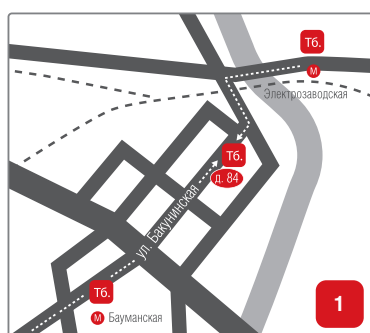 Тб.
М
Электрозаводская
Тб.
д. 84
ул. Бакунинская
Тб.
М Бауманская
1